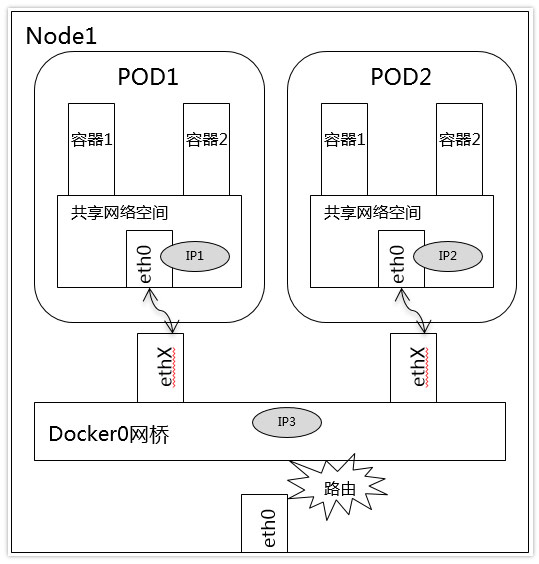 Node1
POD1
POD2
容器1
容器2
容器1
容器2
共享网络空间
共享网络空间
eth0
IP1
eth0
IP2
ethX
ethX
Docker0网桥
IP3
路由
eth0